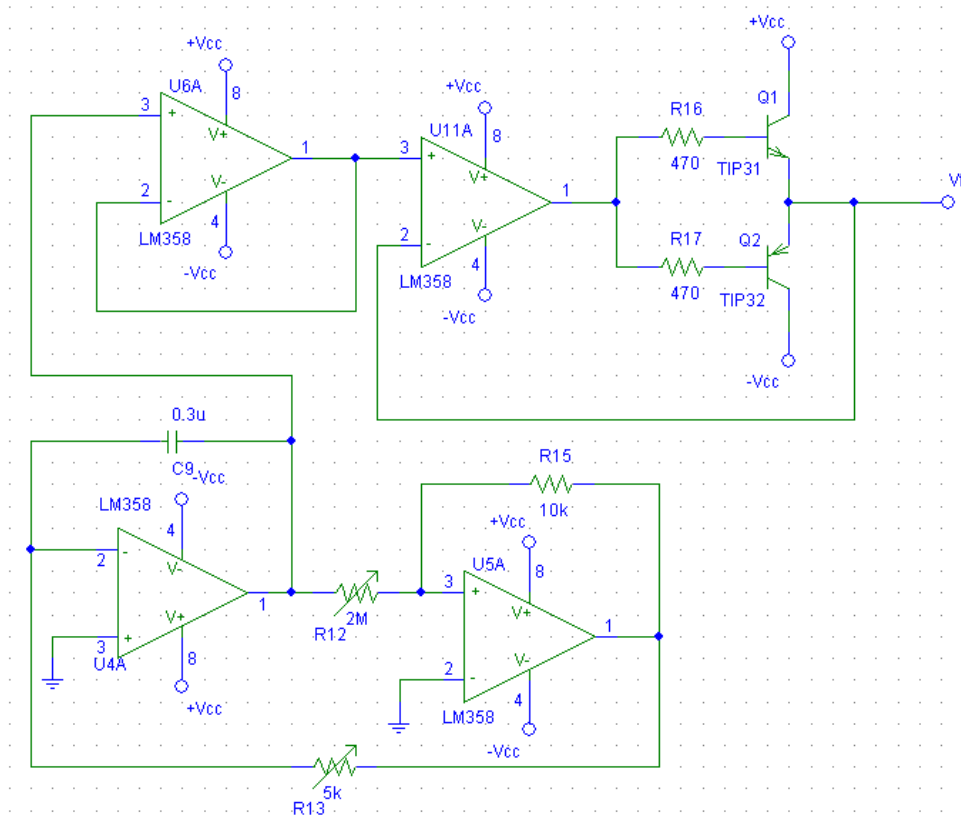 +Vcc
U6A
8
3
+
V+
1
V-
2
-
4
LM358
-Vcc
+Vcc
U11A
8
3
+
V+
1
V-
2
-
4
LM358
-Vcc
+Vcc
Q1
R16
470
TIP31
R17
470
Q2
TIP32
-Vcc
0.3u
C9
-Vcc
LM358
4
2
-
V-
1
V+
3
+
U4A
8
+Vcc
R12
2M
R15
10k
+Vcc
U5A
8
3
+
V+
1
V-
2
-
4
LM358
-Vcc
R13
5k